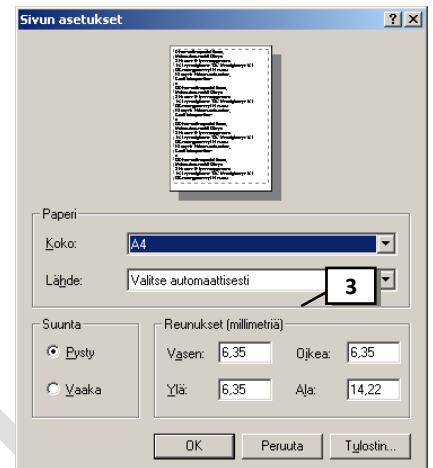 Sivun asetukset
Paperi
Koko: A4
Lähde: Valitse automaattisesti
3
Suunta
Pysty
Vaaka
Reunukset (millimetriä)
Vasen: 6,35 Oikea: 6,35
Ylä: 6,35 Ala: 14,22
OK Peruuta Tulostin...